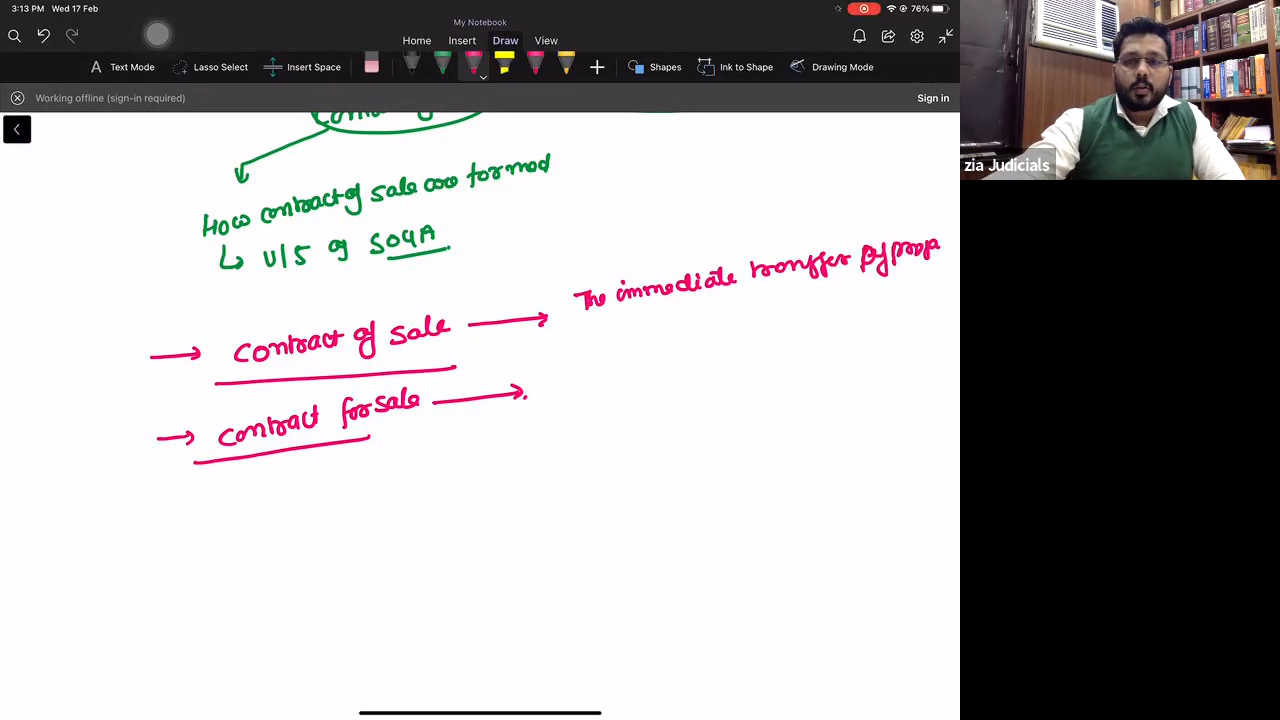 3:13 PM Wed 17 Feb
76%
My Notebook
Home Insert Draw View
Text Mode Lasso Select Insert Space Shapes Ink to Shape Drawing Mode
Working offline (sign-in required) Sign in
zia Judicials
How contract of sale are formed
U/S of SOGA
The immediate transfer of prope
contract of sale
contract for sale